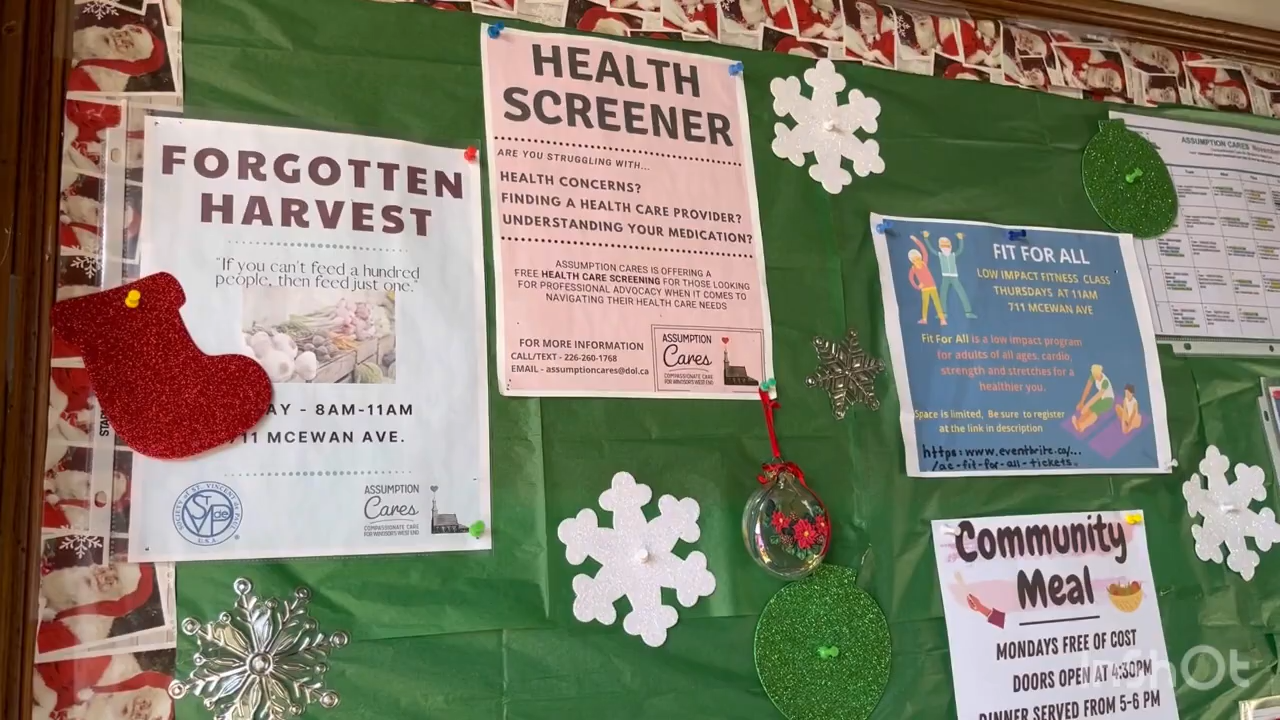 FORGOTTEN
HARVEST
"If you can't feed a hundred
people, then feed just one."
AY - 8AM-11AM
11 MCEWAN AVE.
SOCIETY of ST. VINCENT de PAUL
U.S.A.
ASSUMPTION
Cares
COMPASSIONATE CARE
FOR WINDSOR'S WEST END
HEALTH
SCREENER
ARE YOU STRUGGLING WITH...
HEALTH CONCERNS?
FINDING A HEALTH CARE PROVIDER?
UNDERSTANDING YOUR MEDICATION?
ASSUMPTION CARES IS OFFERING A
FREE HEALTH CARE SCREENING FOR THOSE LOOKING
FOR PROFESSIONAL ADVOCACY WHEN IT COMES TO
NAVIGATING THEIR HEALTH CARE NEEDS
FOR MORE INFORMATION
CALL/TEXT - 226-260-1768
EMAIL - assumptioncares@dol.ca
ASSUMPTION
Cares
COMPASSIONATE CARE
FOR WINDSOR'S WEST END
FIT FOR ALL
LOW IMPACT FITNESS CLASS
THURSDAYS AT 11AM
711 MCEWAN AVE
Fit For All is a low impact program
for adults of all ages, cardio,
strength and stretches for a
healthier you.
Space is limited, Be sure to register
at the link in description
https:www.eventbrite.ca/...
/ac-fit-for-all-tickets.
ASSUMPTION CARES
Community
Meal
MONDAYS FREE OF COST
DOORS OPEN AT 4:30PM
DINNER SERVED FROM 5-6 PM
InShOt